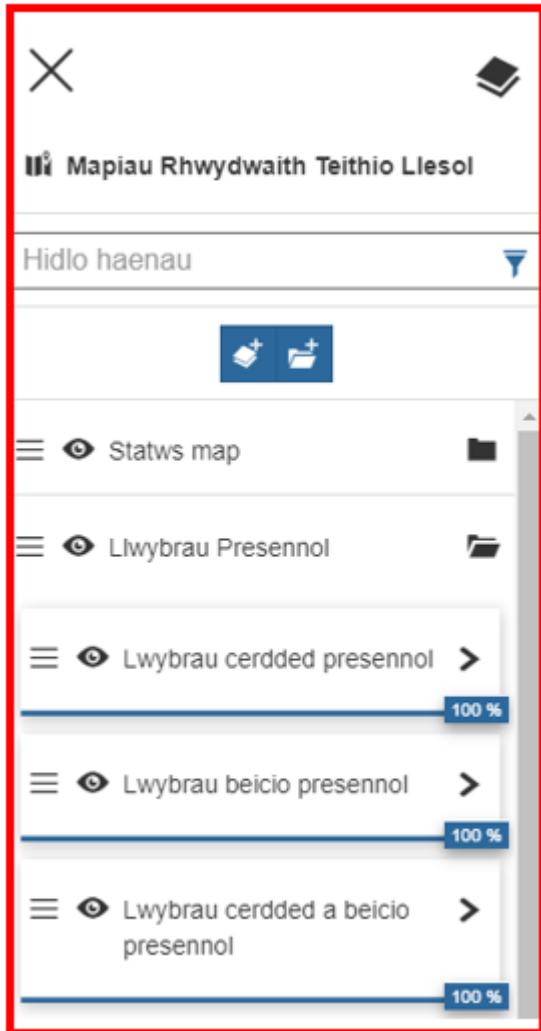 Mapiau Rhwydwaith Teithio Llesol
Hidlo haenau
Statws map
Llwybrau Presennol
Lwybrau cerdded presennol
100 %
Lwybrau beicio presennol
100 %
Lwybrau cerdded a beicio
presennol
100 %